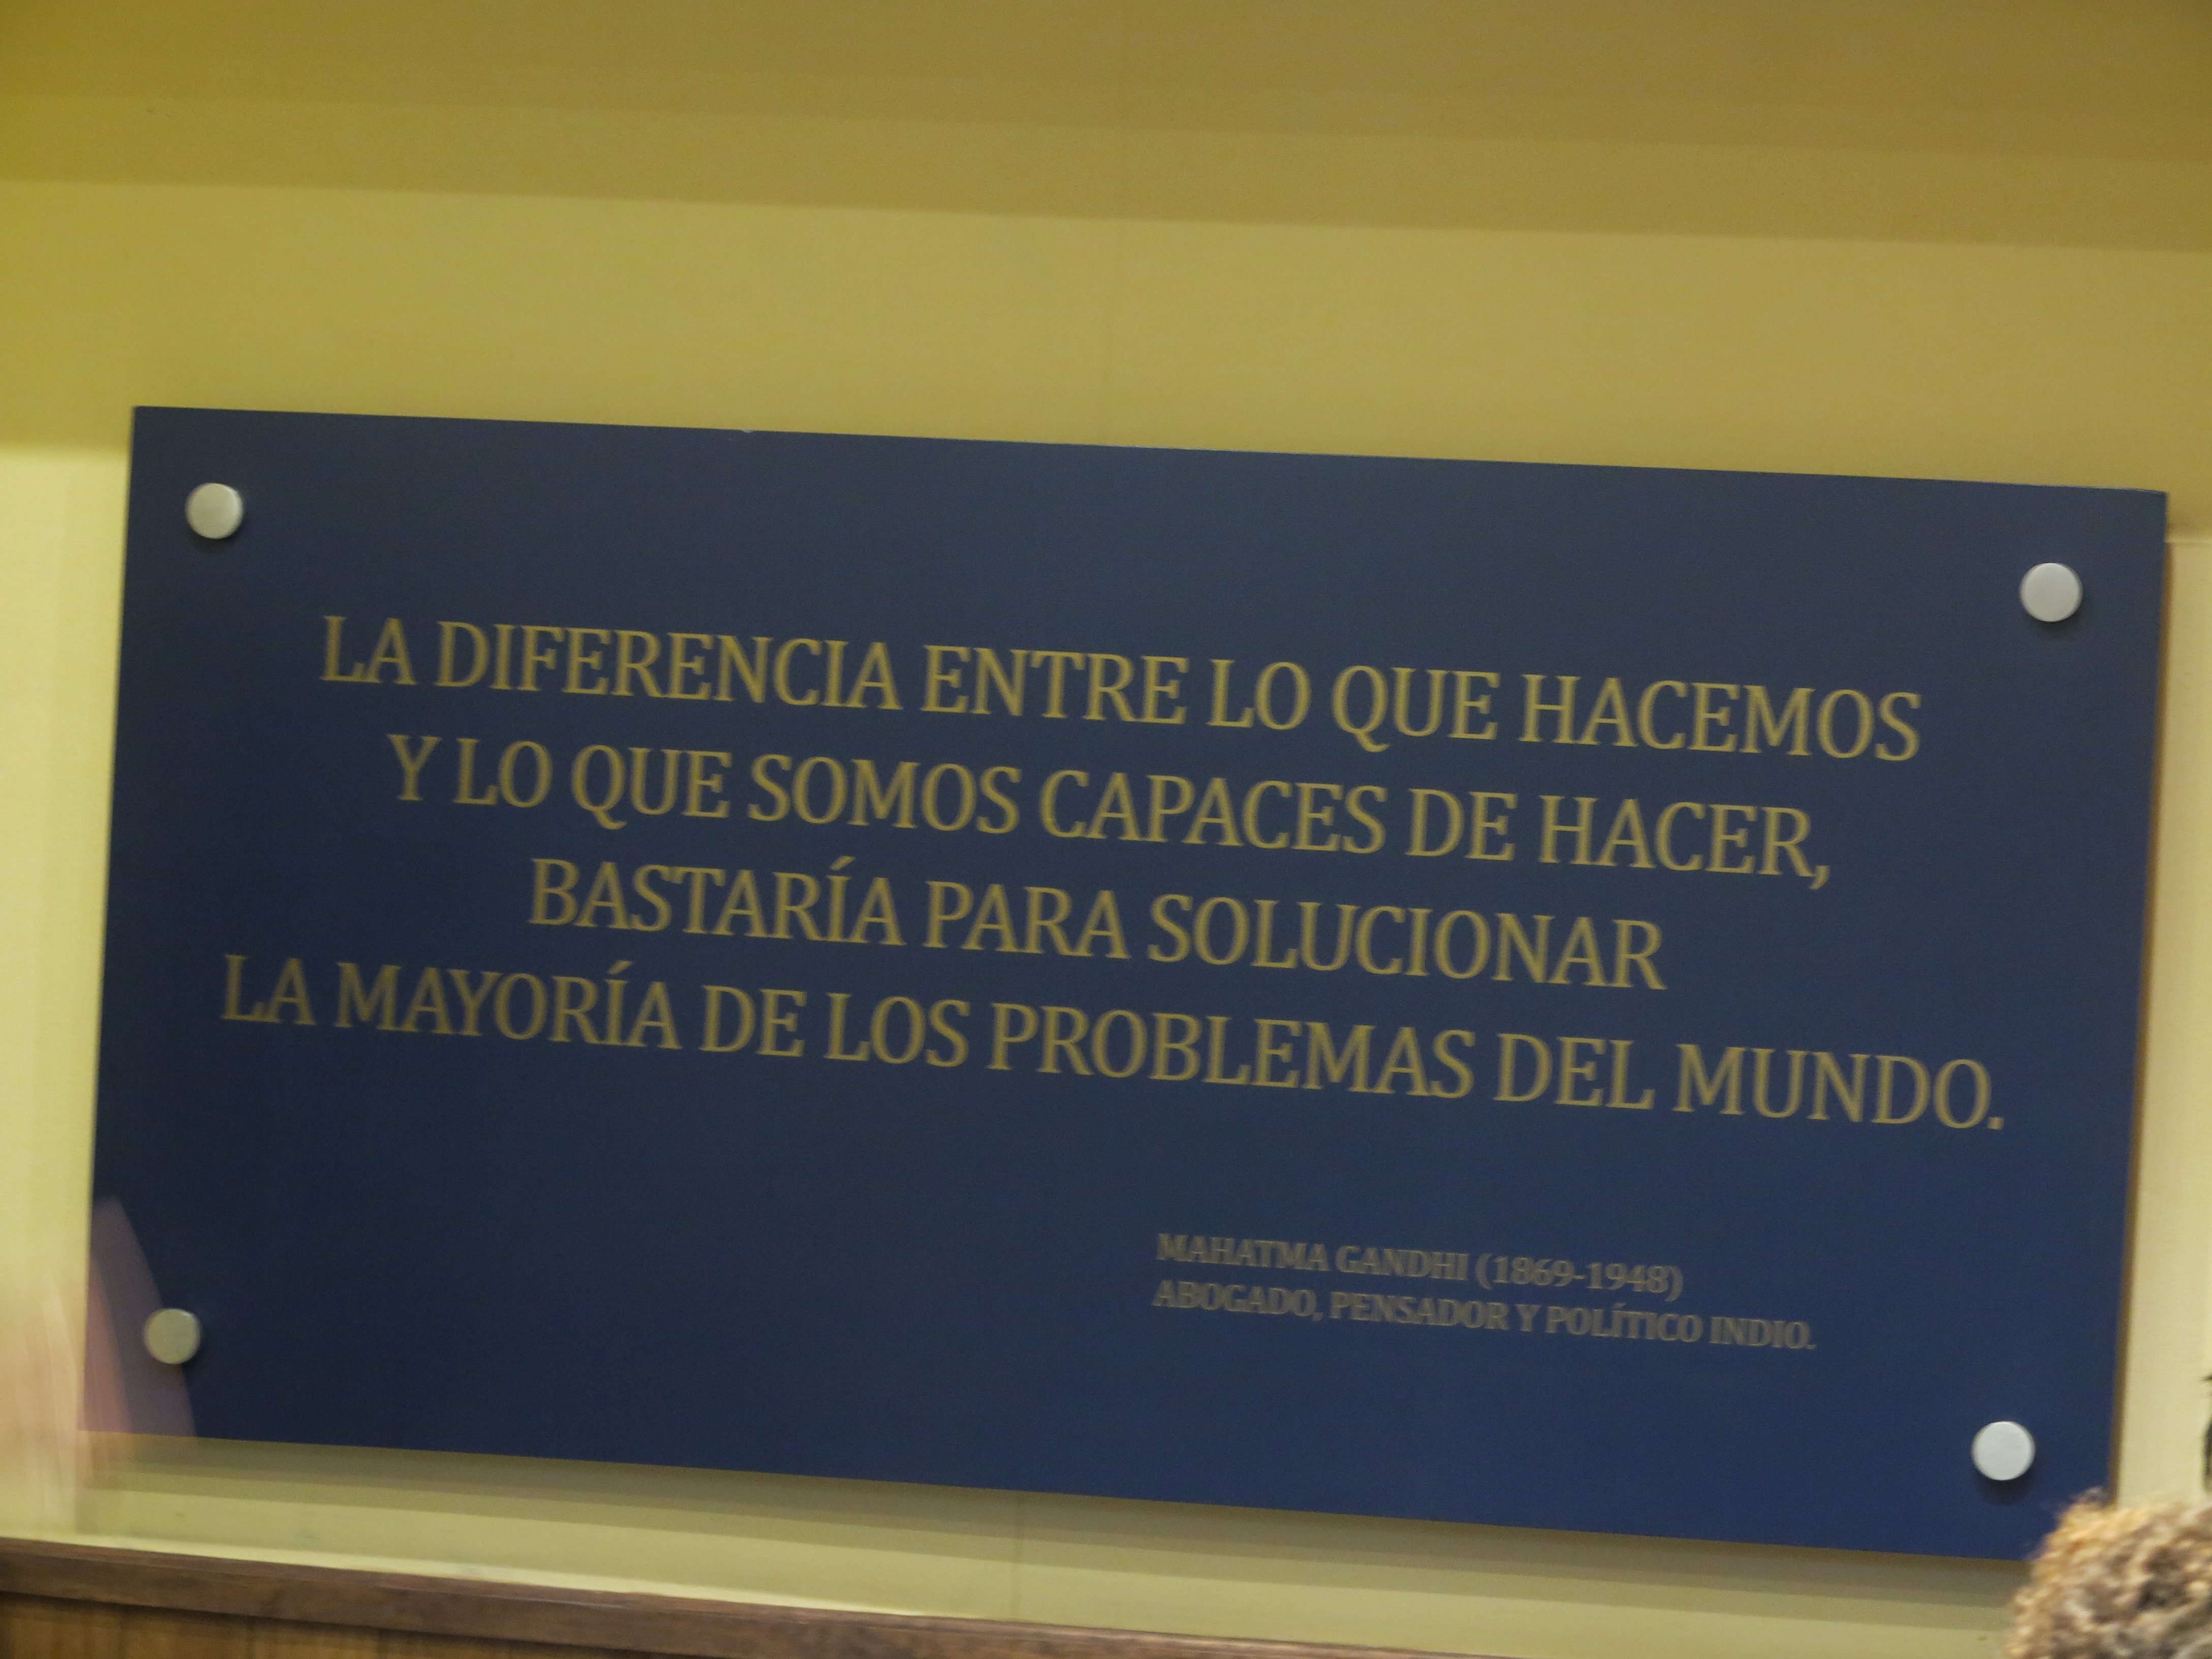 LA DIFERENCIA ENTRE LO QUE HACEMOS
Y LO QUE SOMOS CAPACES DE HACER,
BASTARÍA PARA SOLUCIONAR
LA MAYORÍA DE LOS PROBLEMAS DEL MUNDO.
MAHATMA GANDHI (1869-1948)
ABOGADO, PENSADOR Y POLÍTICO INDIO.